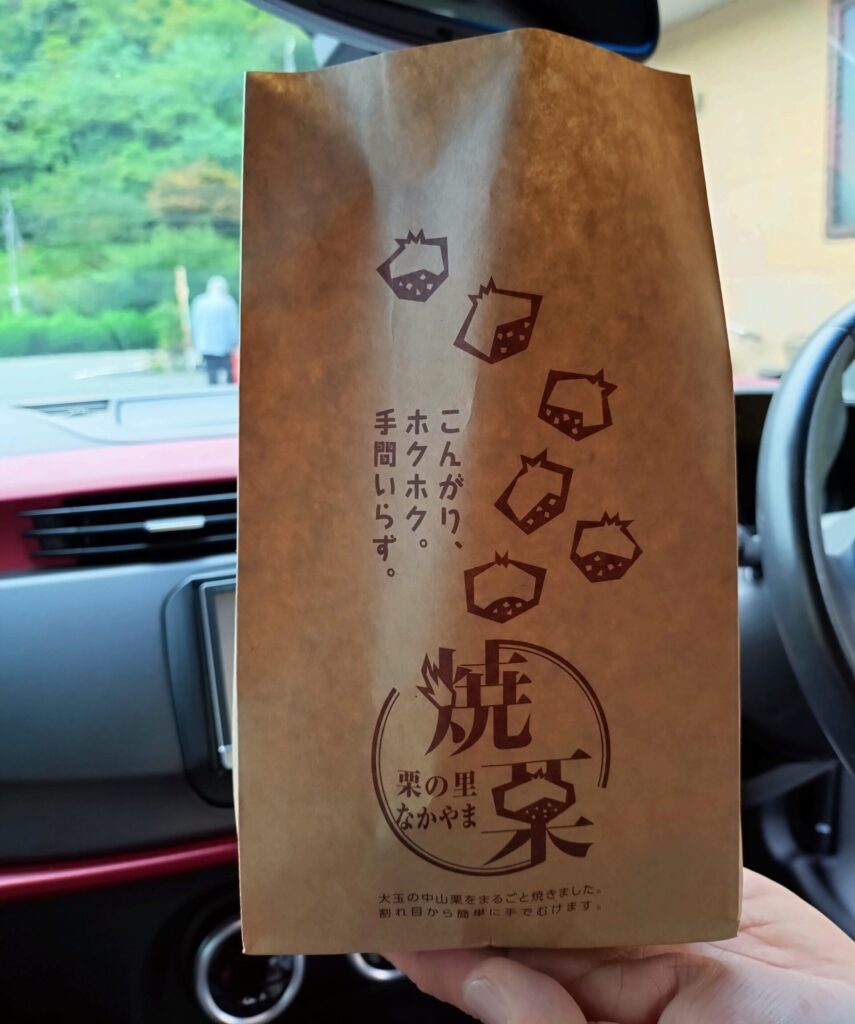 こんがり、
ホクホク。
手間いらず。
焼栗
栗の里
なかやま
大玉の中山栗をまるごと焼きました。
割れ目から簡単に手でむけます。